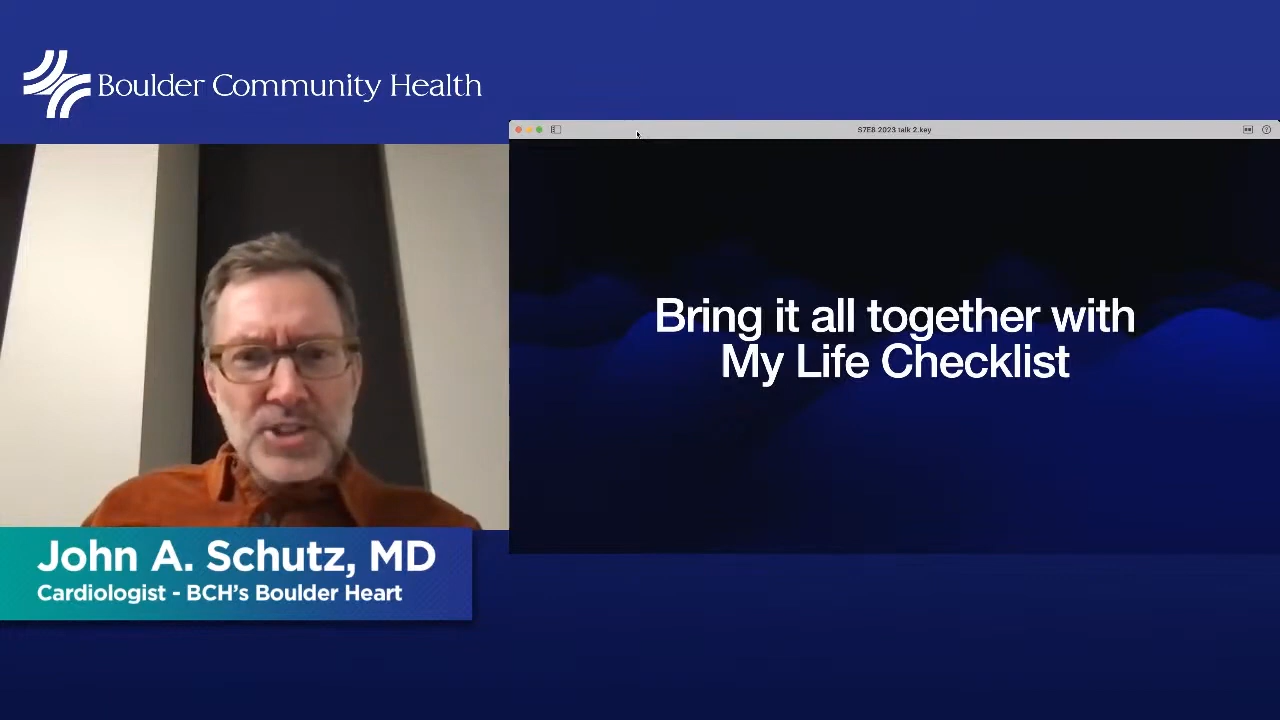 Boulder Community Health
S7E8 2023 talk 2.key
Bring it all together with
My Life Checklist
John A. Schutz, MD
Cardiologist - BCH's Boulder Heart